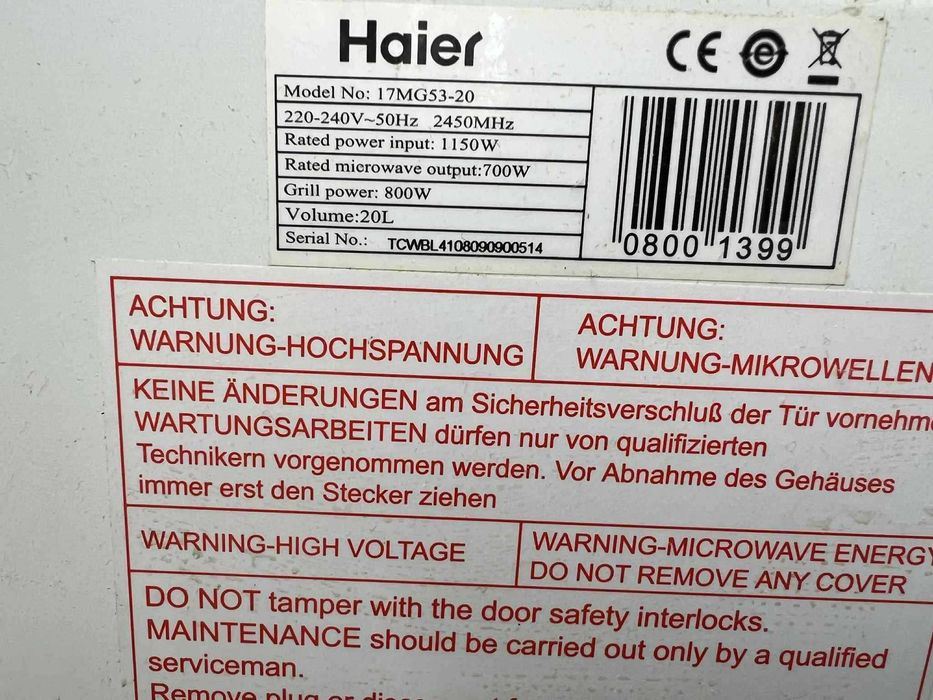 Haier
CE
Model No: 17MG53-20
220-240V~50Hz 2450MHz
Rated power input: 1150W
Rated microwave output:700W
Grill power: 800W
Volume:20L
Serial No.: TCWBL4108090900514
0800 1399
ACHTUNG:
WARNUNG-HOCHSPANNUNG
ACHTUNG:
WARNUNG-MIKROWELLEN
KEINE ÄNDERUNGEN am Sicherheitsverschluß der Tür vornehm
WARTUNGSARBEITEN dürfen nur von qualifizierten
Technikern vorgenommen werden. Vor Abnahme des Gehäuses
immer erst den Stecker ziehen
WARNING-HIGH VOLTAGE
WARNING-MICROWAVE ENERGY
DO NOT REMOVE ANY COVER
DO NOT tamper with the door safety interlocks.
MAINTENANCE should be carried out only by a qualified
serviceman.
Remove plug or